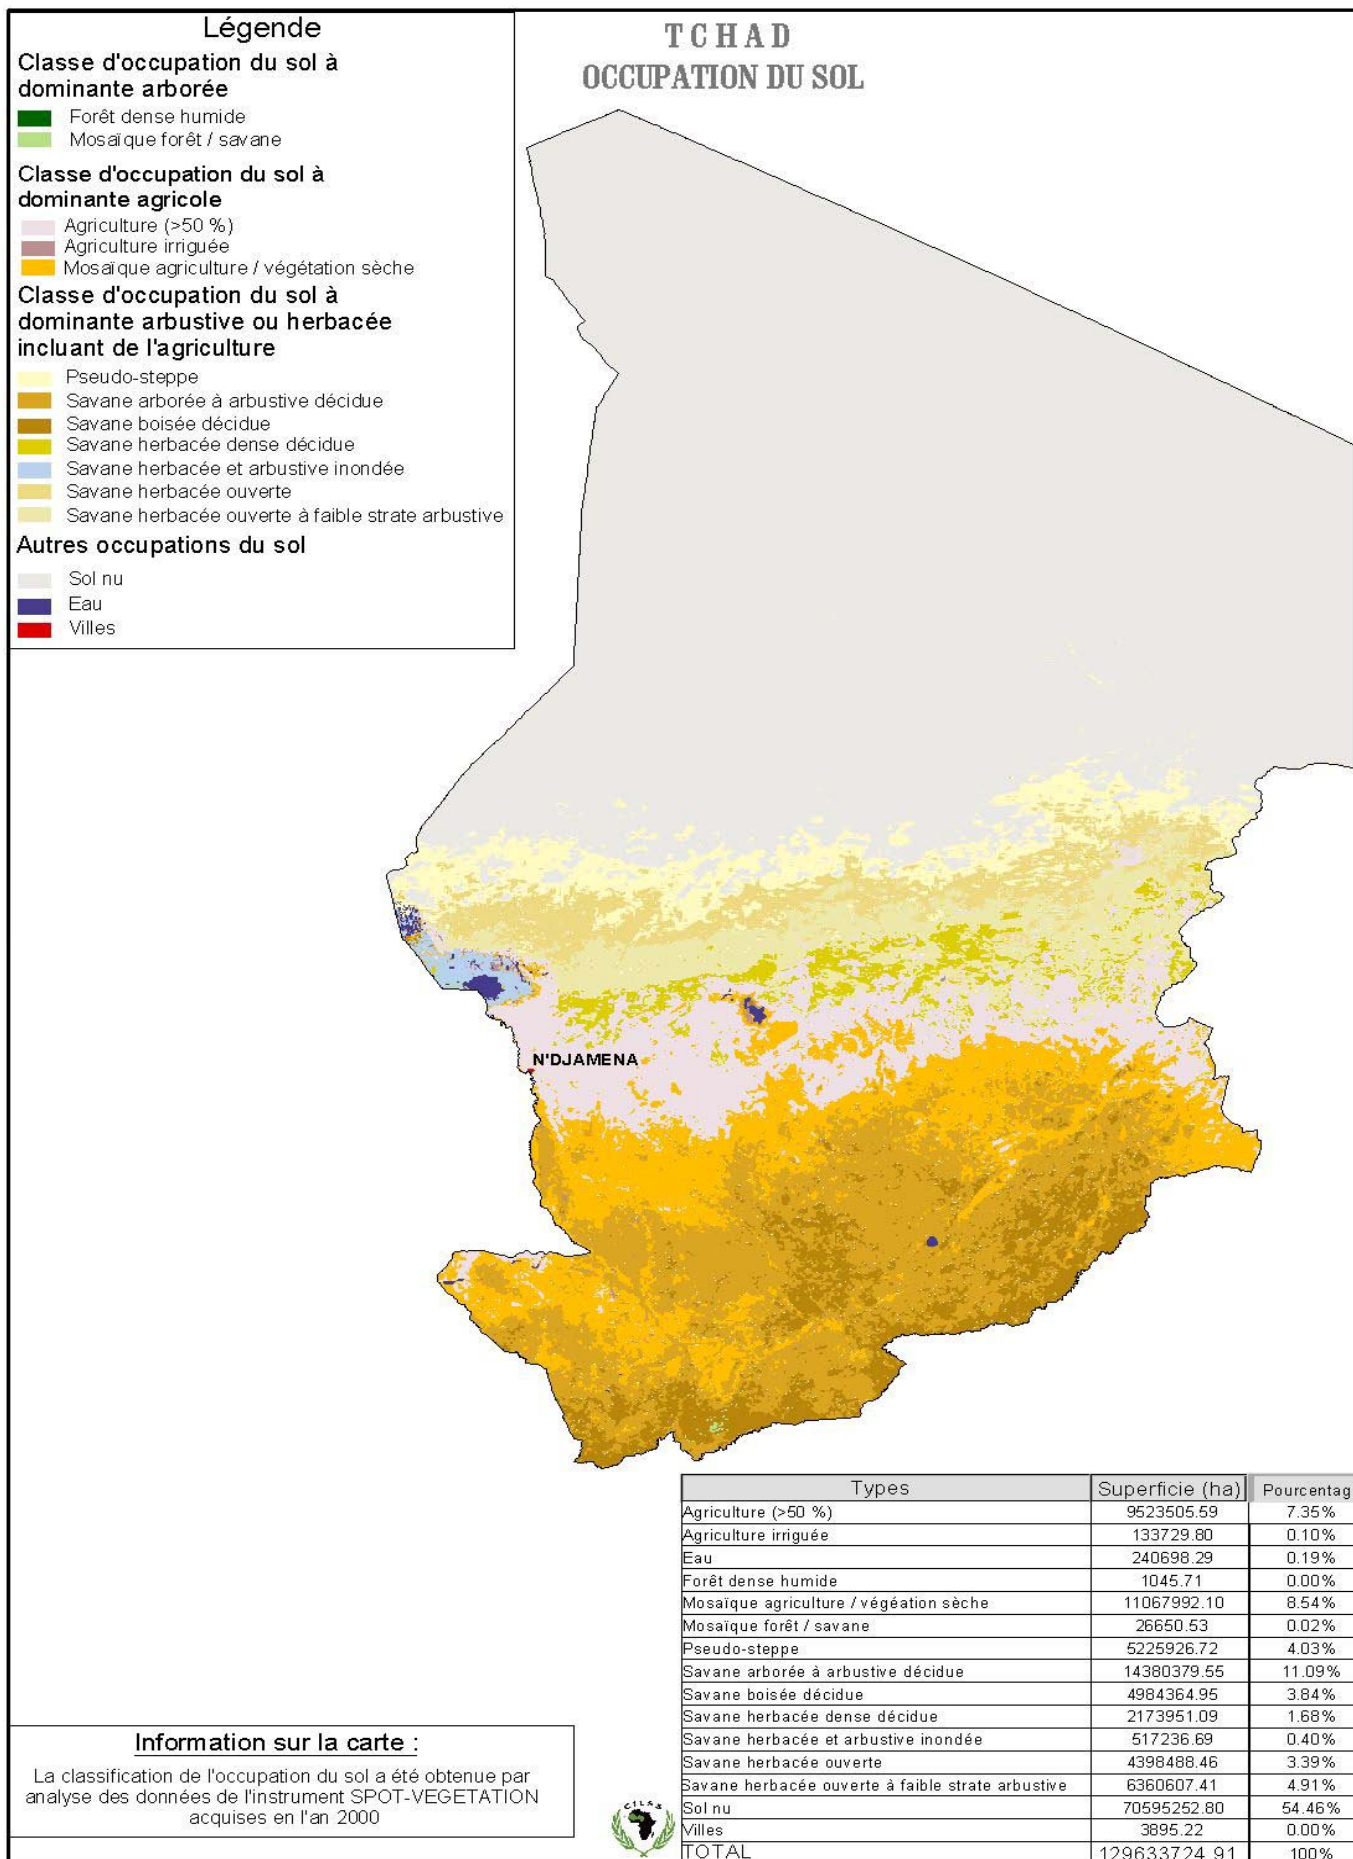 Légende
Classe d'occupation du sol à
dominante arborée
Forêt dense humide
Mosaïque forêt / savane
Classe d'occupation du sol à
dominante agricole
Agriculture (>50 %)
Agriculture irriguée
Mosaïque agriculture / végétation sèche
Classe d'occupation du sol à
dominante arbustive ou herbacée
incluant de l'agriculture
Pseudo-steppe
Savane arborée à arbustive décidue
Savane boisée décidue
Savane herbacée dense décidue
Savane herbacée et arbustive inondée
Savane herbacée ouverte
Savane herbacée ouverte à faible strate arbustive
Autres occupations du sol
Sol nu
Eau
Villes
TCHAD
OCCUPATION DU SOL
N'DJAMENA
Types Superficie (ha) Pourcentag
Agriculture (>50 %) 9523505.59 7.35%
Agriculture irriguée 133729.80 0.10%
Eau 240698.29 0.19%
Forêt dense humide 1045.71 0.00%
Mosaïque agriculture / végéation sèche 11067992.10 8.54%
Mosaïque forêt / savane 26650.53 0.02%
Pseudo-steppe 5225926.72 4.03%
Savane arborée à arbustive décidue 14380379.55 11.09%
Savane boisée décidue 4984364.95 3.84%
Savane herbacée dense décidue 2173951.09 1.68%
Savane herbacée et arbustive inondée 517236.69 0.40%
Savane herbacée ouverte 4398488.46 3.39%
Savane herbacée ouverte à faible strate arbustive 6360607.41 4.91%
Sol nu 70595252.80 54.46%
Villes 3895.22 0.00%
TOTAL 129633724.91 100%
Information sur la carte :
La classification de l'occupation du sol a été obtenue par
analyse des données de l'instrument SPOT-VEGETATION
acquises en l'an 2000
CILSS